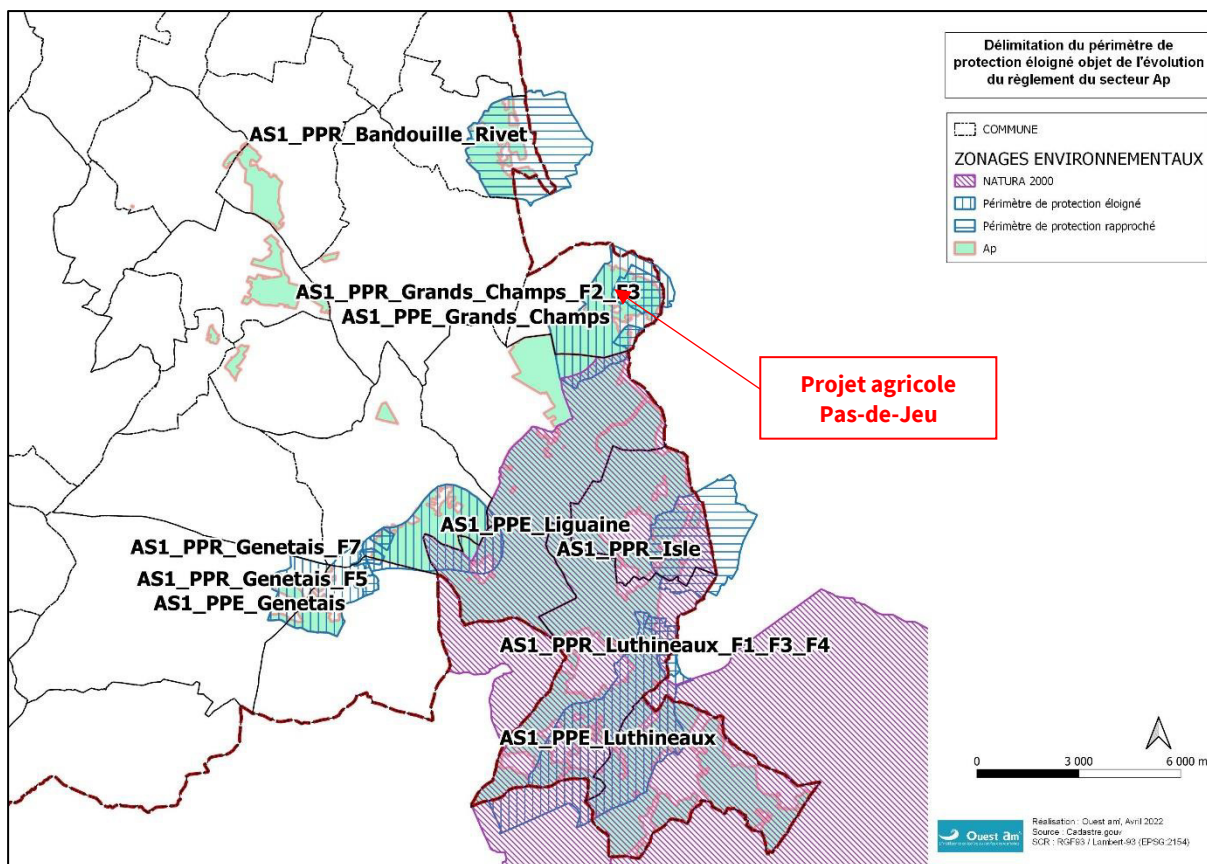 Délimitation du périmètre de
protection éloigné objet de l'évolution
du règlement du secteur Ap
COMMUNE
ZONAGES ENVIRONNEMENTAUX
NATURA 2000
Périmètre de protection éloigné
Périmètre de protection rapproché
Ap
AS1_PPR_Bandouille_Rivet
AS1_PPR_Grands_Champs_F2_F3
AS1_PPE_Grands_Champs
Projet agricole
Pas-de-Jeu
AS1_PPE_Liguaine
AS1_PPR_Isle
AS1_PPR_Genetais_F7
AS1_PPR_Genetais_F5
AS1_PPE_Genetais
AS1_PPR_Luthineaux_F1_F3_F4
AS1_PPE_Luthineaux
0 3 000 6 000 m
Ouest am'
Réalisation : Ouest am', Avril 2022
Source : Cadastre.gouv
SCR : RGF93 / Lambert-93 (EPSG:2154)